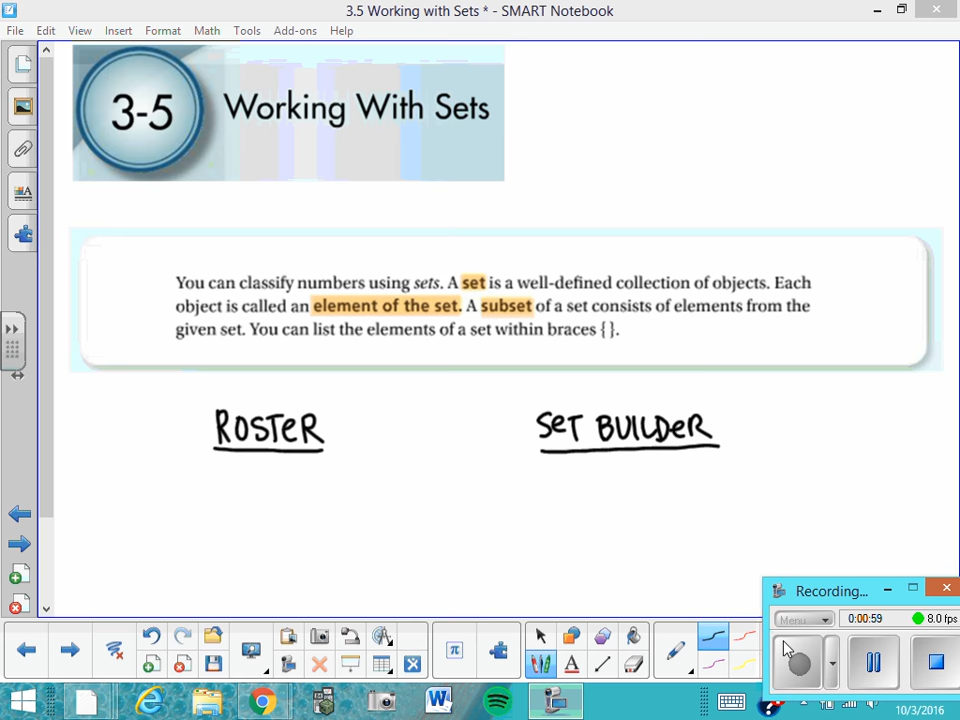 3.5 Working with Sets * - SMART Notebook
File Edit View Insert Format Math Tools Add-ons Help
3-5 Working With Sets
You can classify numbers using sets. A set is a well-defined collection of objects. Each
object is called an element of the set. A subset of a set consists of elements from the
given set. You can list the elements of a set within braces { }.
ROSTER SET BUILDER
Recording...
Menu 0:00:59 8.0 fps
10/3/2016